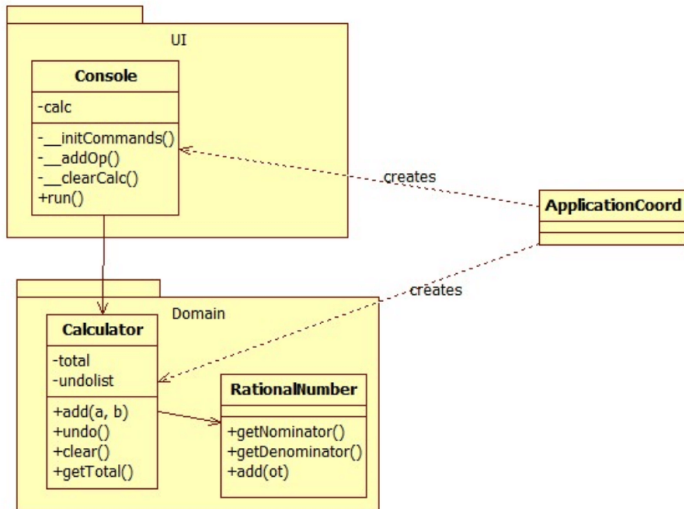 UI
Console
-calc
-__initCommands()
-__addOp()
-__clearCalc()
+run()
creates
ApplicationCoord
creates
Domain
Calculator
-total
-undolist
+add(a, b)
+undo()
+clear()
+getTotal()
RationalNumber
+getNominator()
+getDenominator()
+add(ot)